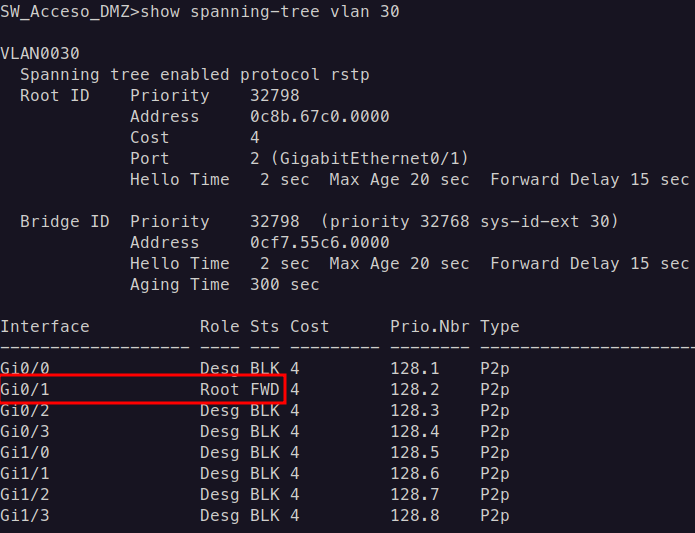 SW_Acceso_DMZ>show spanning-tree vlan 30

VLAN0030
  Spanning tree enabled protocol rstp
  Root ID    Priority    32798
             Address     0c8b.67c0.0000
             Cost        4
             Port        2 (GigabitEthernet0/1)
             Hello Time   2 sec  Max Age 20 sec  Forward Delay 15 sec

  Bridge ID  Priority    32798  (priority 32768 sys-id-ext 30)
             Address     0cf7.55c6.0000
             Hello Time   2 sec  Max Age 20 sec  Forward Delay 15 sec
             Aging Time  300 sec

Interface           Role Sts Cost      Prio.Nbr Type
------------------- ---- --- --------- -------- ----------------------
Gi0/0               Desg BLK 4         128.1    P2p
Gi0/1               Root FWD 4         128.2    P2p
Gi0/2               Desg BLK 4         128.3    P2p
Gi0/3               Desg BLK 4         128.4    P2p
Gi1/0               Desg BLK 4         128.5    P2p
Gi1/1               Desg BLK 4         128.6    P2p
Gi1/2               Desg BLK 4         128.7    P2p
Gi1/3               Desg BLK 4         128.8    P2p